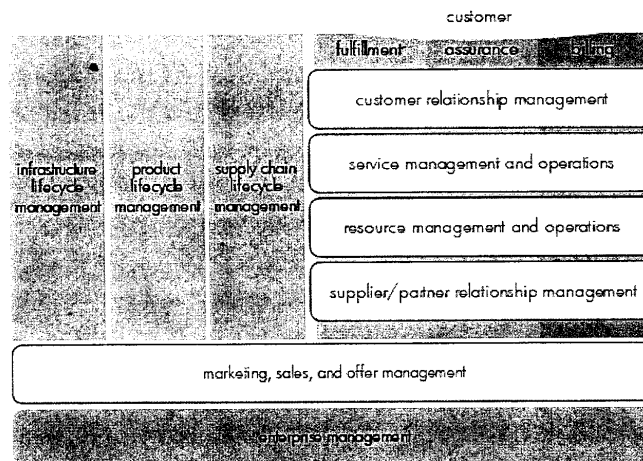 customer
fulfillment assurance billing
customer relationship management
infrastructure lifecycle management
product lifecycle management
supply chain lifecycle management
service management and operations
resource management and operations
supplier/partner relationship management
marketing, sales, and offer management
enterprise management